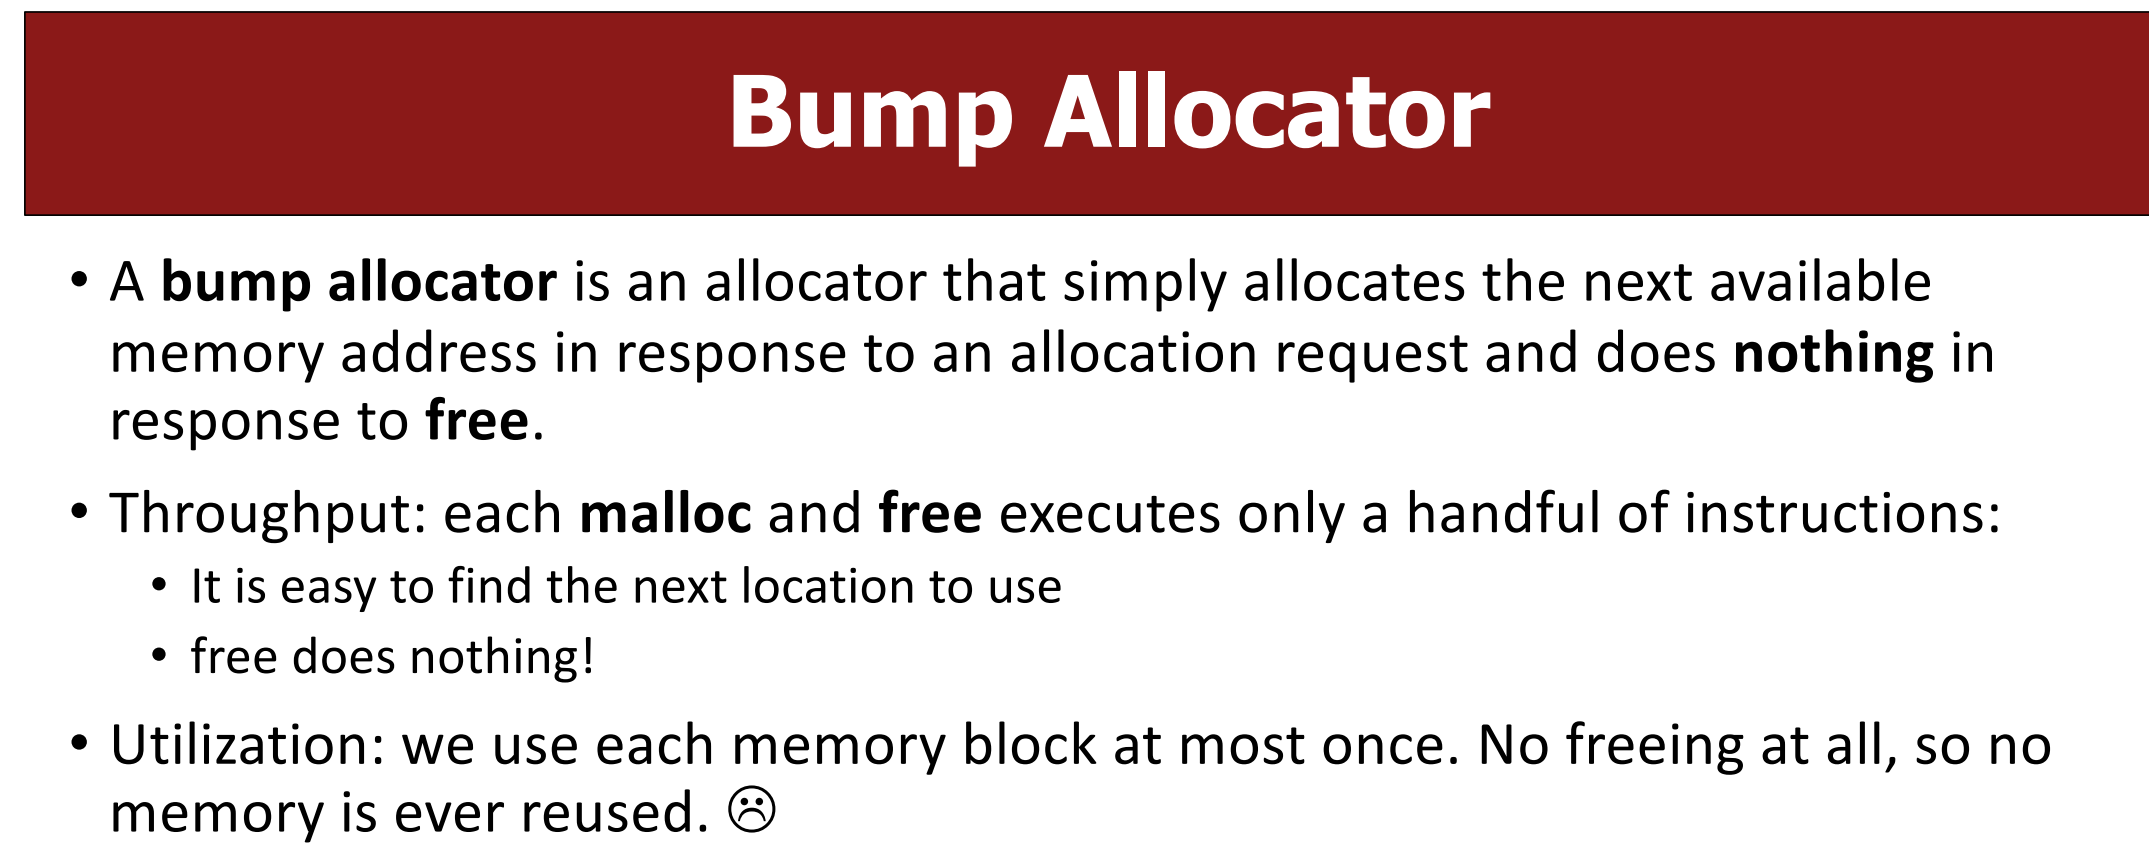 Bump Allocator
• A bump allocator is an allocator that simply allocates the next available
memory address in response to an allocation request and does nothing in
response to free.
• Throughput: each malloc and free executes only a handful of instructions:
• It is easy to find the next location to use
• free does nothing!
• Utilization: we use each memory block at most once. No freeing at all, so no
memory is ever reused. ☹